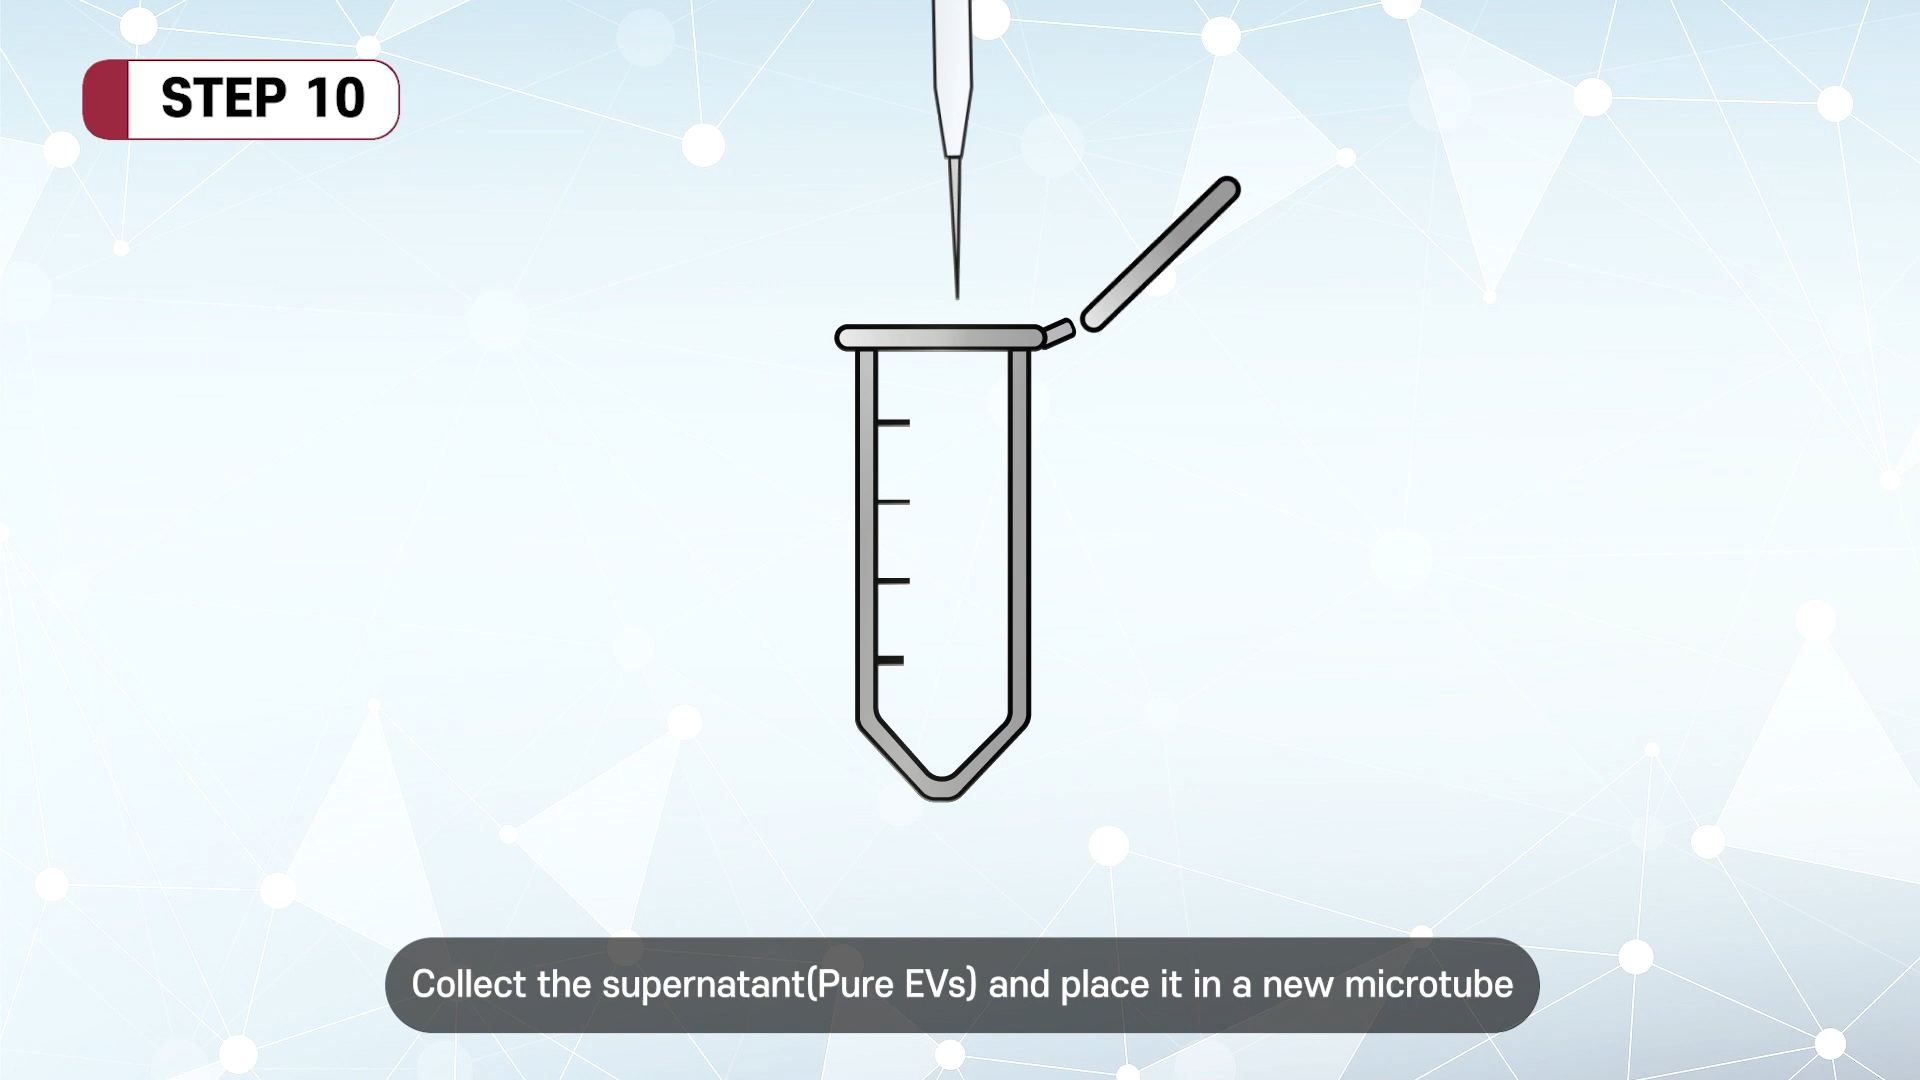 STEP 10
Collect the supernatant(Pure EVs) and place it in a new microtube